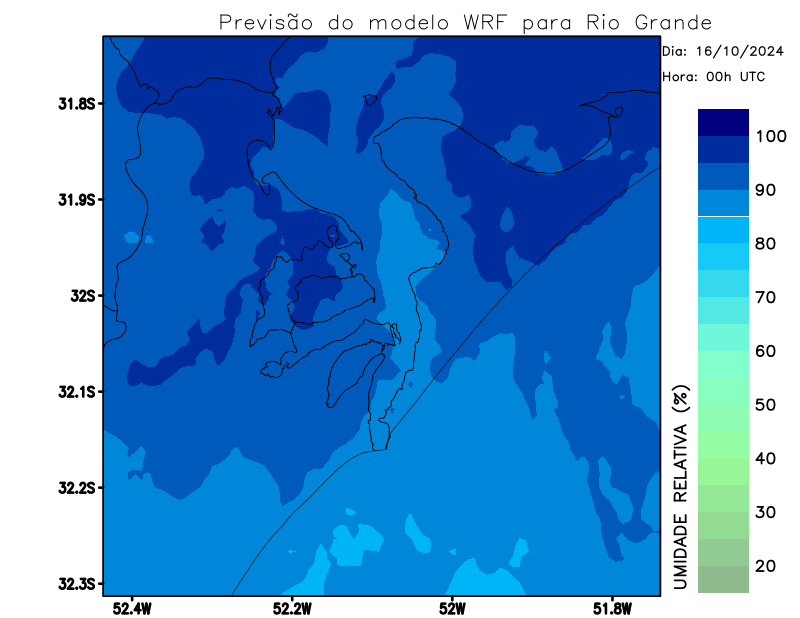 Previsão do modelo WRF para Rio Grande
Dia: 16/10/2024
Hora: 00h UTC
31.8S
31.9S
32S
32.1S
32.2S
32.3S
52.4W
52.2W
52W
51.8W
100
90
80
70
60
50
40
30
20
UMIDADE RELATIVA (%)